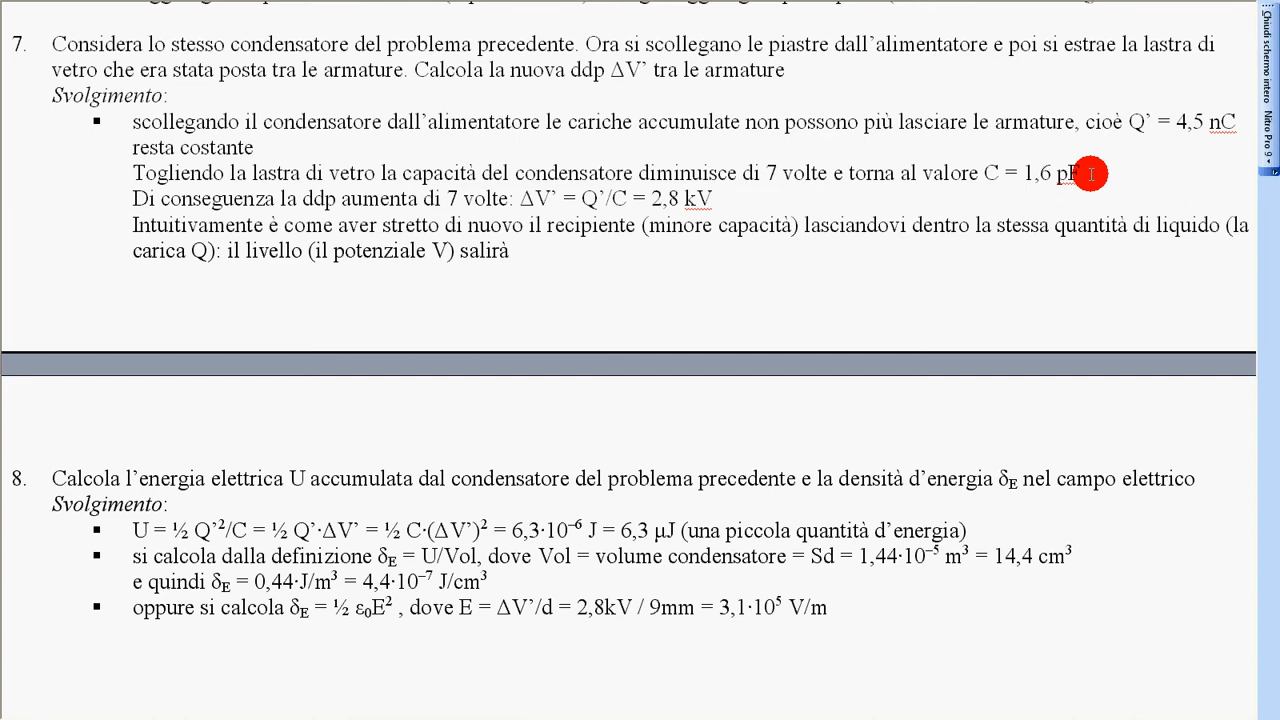 7. Considera lo stesso condensatore del problema precedente. Ora si scollegano le piastre dall’alimentatore e poi si estrae la lastra di
vetro che era stata posta tra le armature. Calcola la nuova ddp ΔV’ tra le armature
Svolgimento:
▪ scollegando il condensatore dall’alimentatore le cariche accumulate non possono più lasciare le armature, cioè Q’ = 4,5 nC
resta costante
Togliendo la lastra di vetro la capacità del condensatore diminuisce di 7 volte e torna al valore C = 1,6 pF
Di conseguenza la ddp aumenta di 7 volte: ΔV’ = Q’/C = 2,8 kV
Intuitivamente è come aver stretto di nuovo il recipiente (minore capacità) lasciandovi dentro la stessa quantità di liquido (la
carica Q): il livello (il potenziale V) salirà
8. Calcola l’energia elettrica U accumulata dal condensatore del problema precedente e la densità d’energia δE nel campo elettrico
Svolgimento:
▪ U = ½ Q’²/C = ½ Q’·ΔV’ = ½ C·(ΔV’)² = 6,3·10⁻⁶ J = 6,3 μJ (una piccola quantità d’energia)
▪ si calcola dalla definizione δE = U/Vol, dove Vol = volume condensatore = Sd = 1,44·10⁻⁵ m³ = 14,4 cm³
e quindi δE = 0,44·J/m³ = 4,4·10⁻⁷ J/cm³
▪ oppure si calcola δE = ½ ε₀E² , dove E = ΔV’/d = 2,8kV / 9mm = 3,1·10⁵ V/m
Chiudi schermo intero
Nitro Pro 9